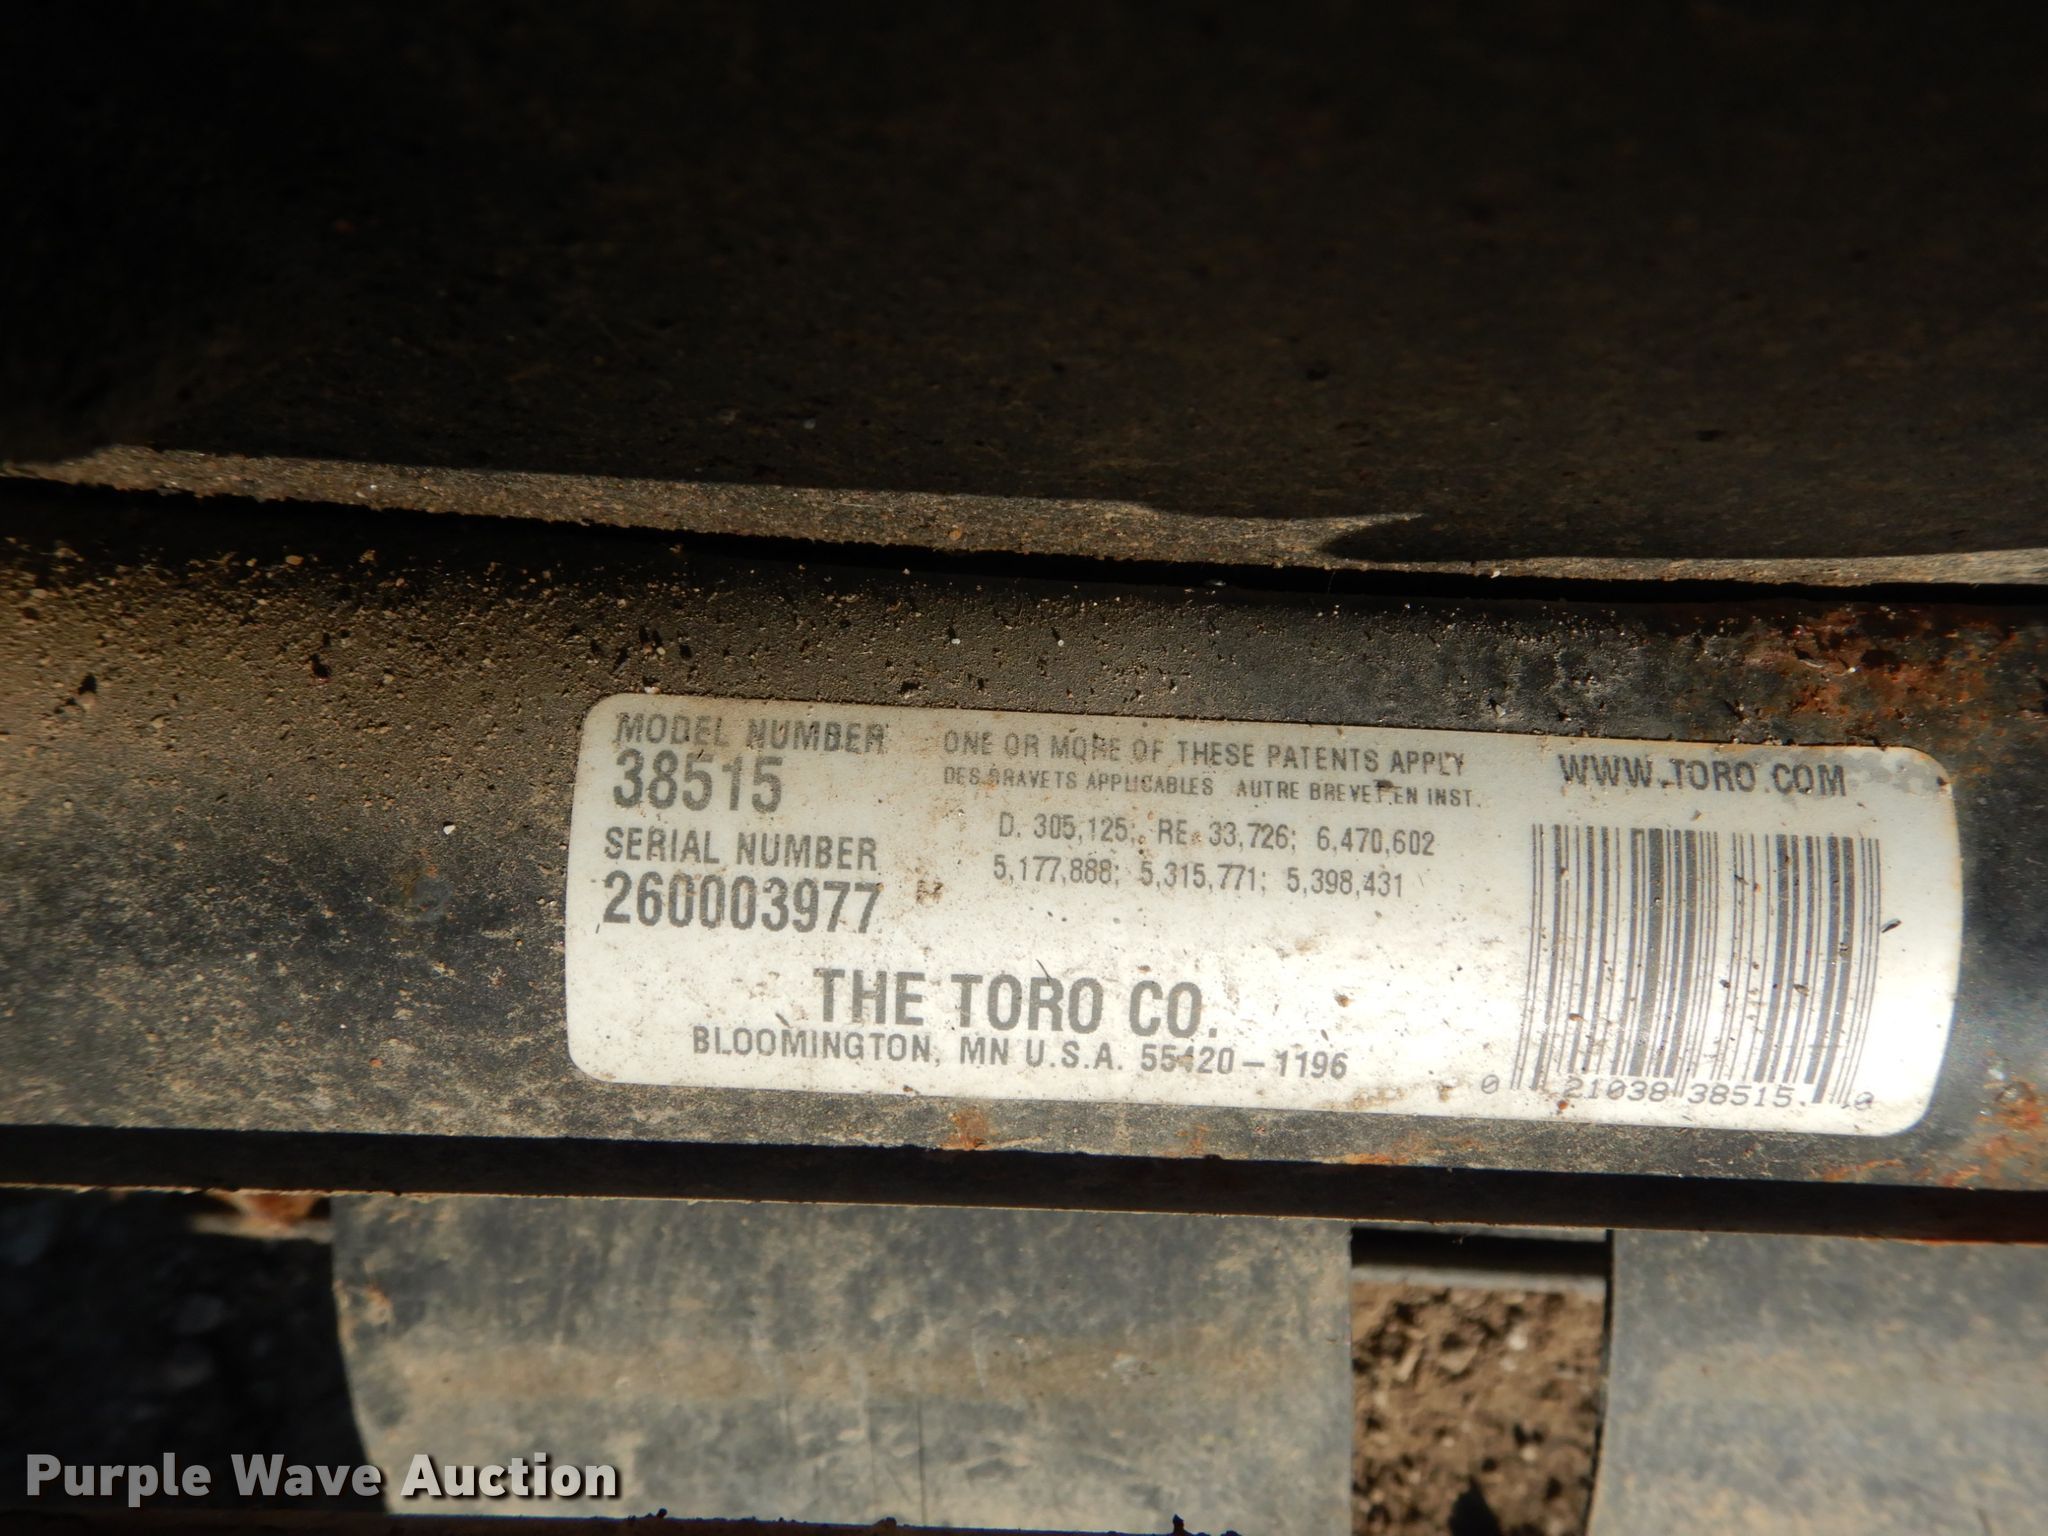 MODEL NUMBER
38515
SERIAL NUMBER
260003977
ONE OR MORE OF THESE PATENTS APPLY
DES BRAVETS APPLICABLES AUTRE BREVET EN INST.
D. 305,125; RE. 33,726; 6,470,602
5,177,888; 5,315,771; 5,398,431
THE TORO CO.
BLOOMINGTON, MN U.S.A. 55420-1196
WWW.TORO.COM
0 21038 38515 0
Purple Wave Auction